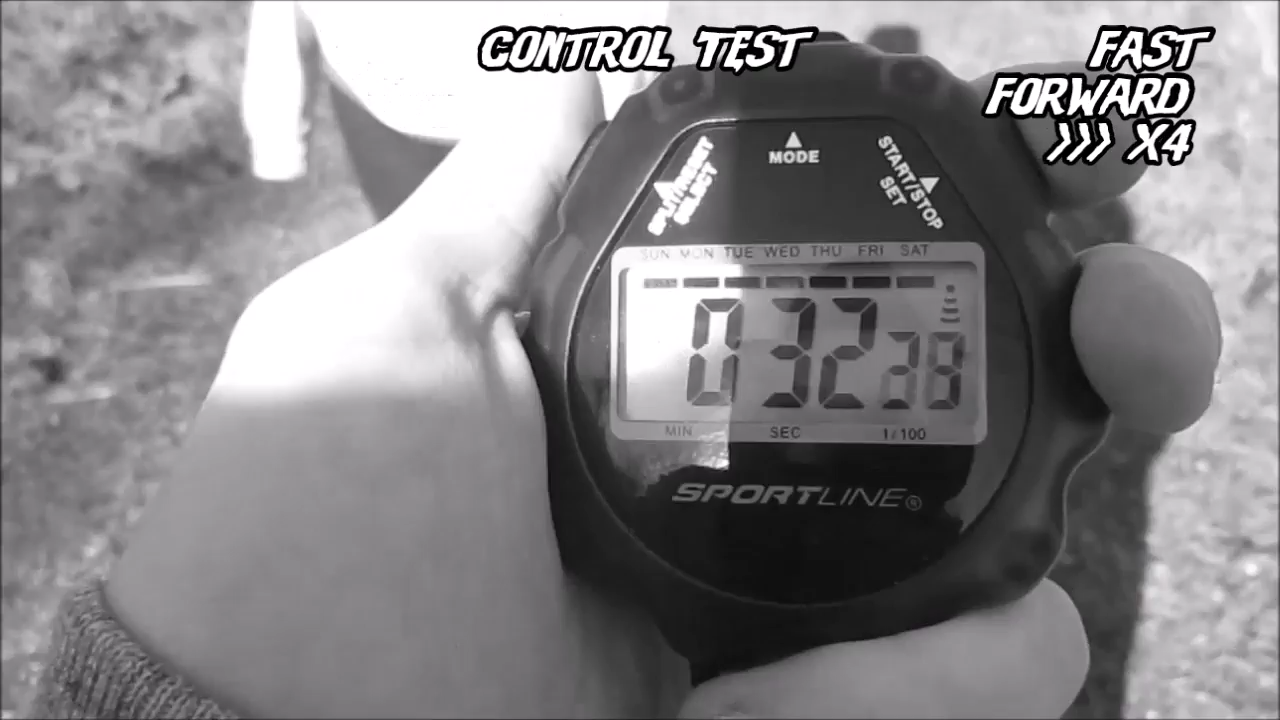 CONTROL TEST
FAST
FORWARD
>>> X4
SPLIT/RESET
SELECT
MODE
START/STOP
SET
SUN MON TUE WED THU FRI SAT
0 32
MIN SEC 1/100
SPORTLINE®